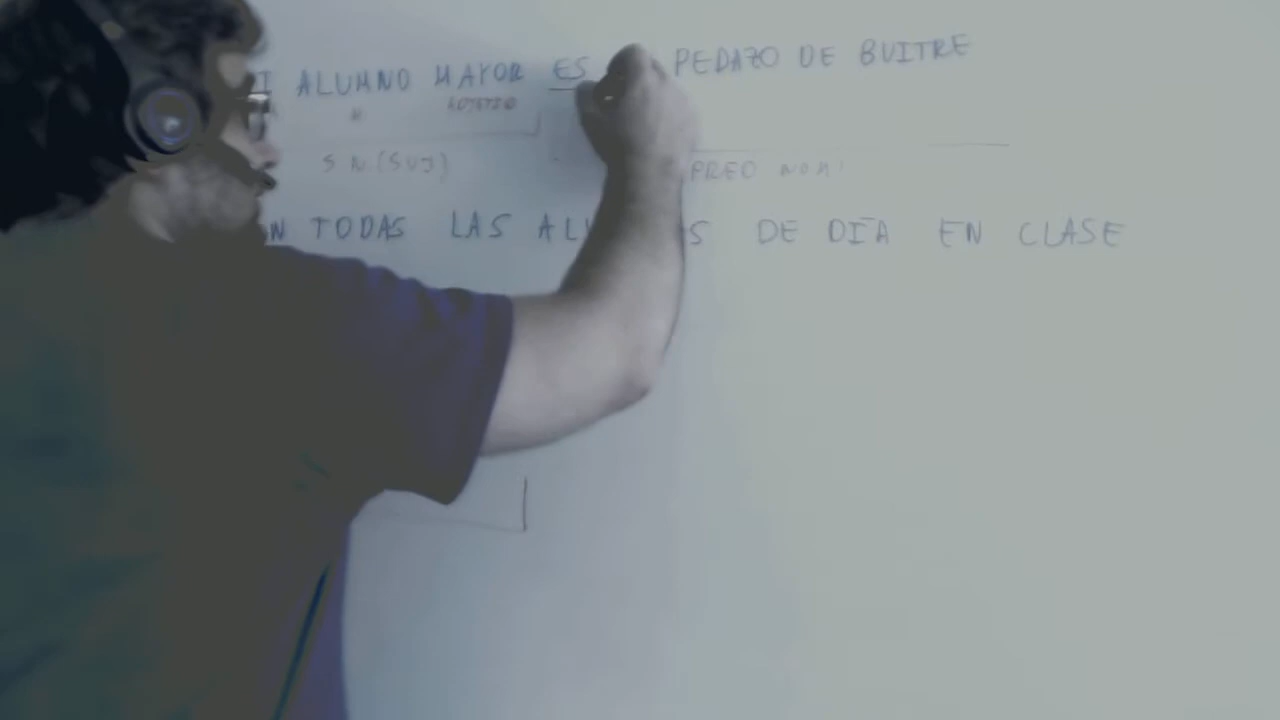 ALUMNO MAYOR ES PEDAZO DE BUITRE
N ADJETIVO
S N.(SUJ) PRED NOM
TODAS LAS DE DÍA EN CLASE